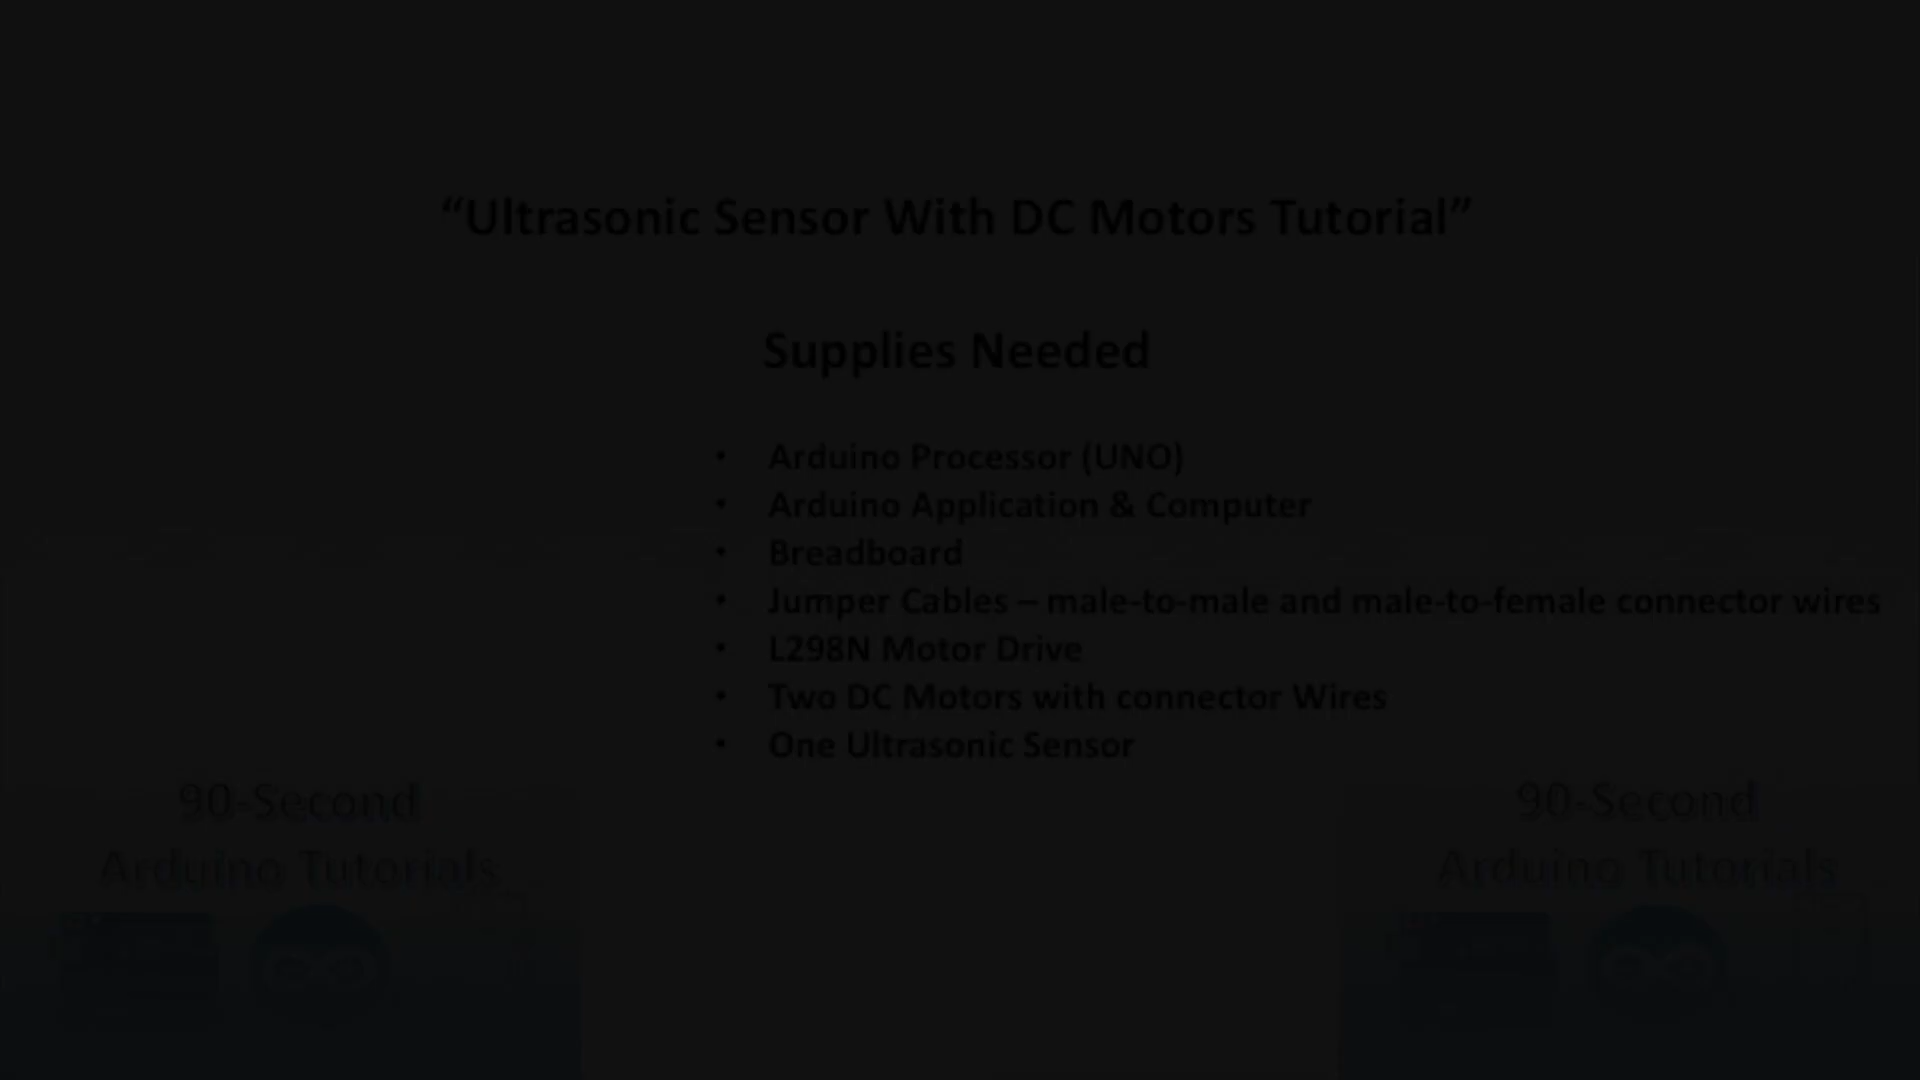 “Ultrasonic Sensor With DC Motors Tutorial”
Supplies Needed
• Arduino Processor (UNO)
• Arduino Application & Computer
• Breadboard
• Jumper Cables – male-to-male and male-to-female connector wires
• L298N Motor Drive
• Two DC Motors with connector Wires
• One Ultrasonic Sensor
90-Second
Arduino Tutorials
90-Second
Arduino Tutorials